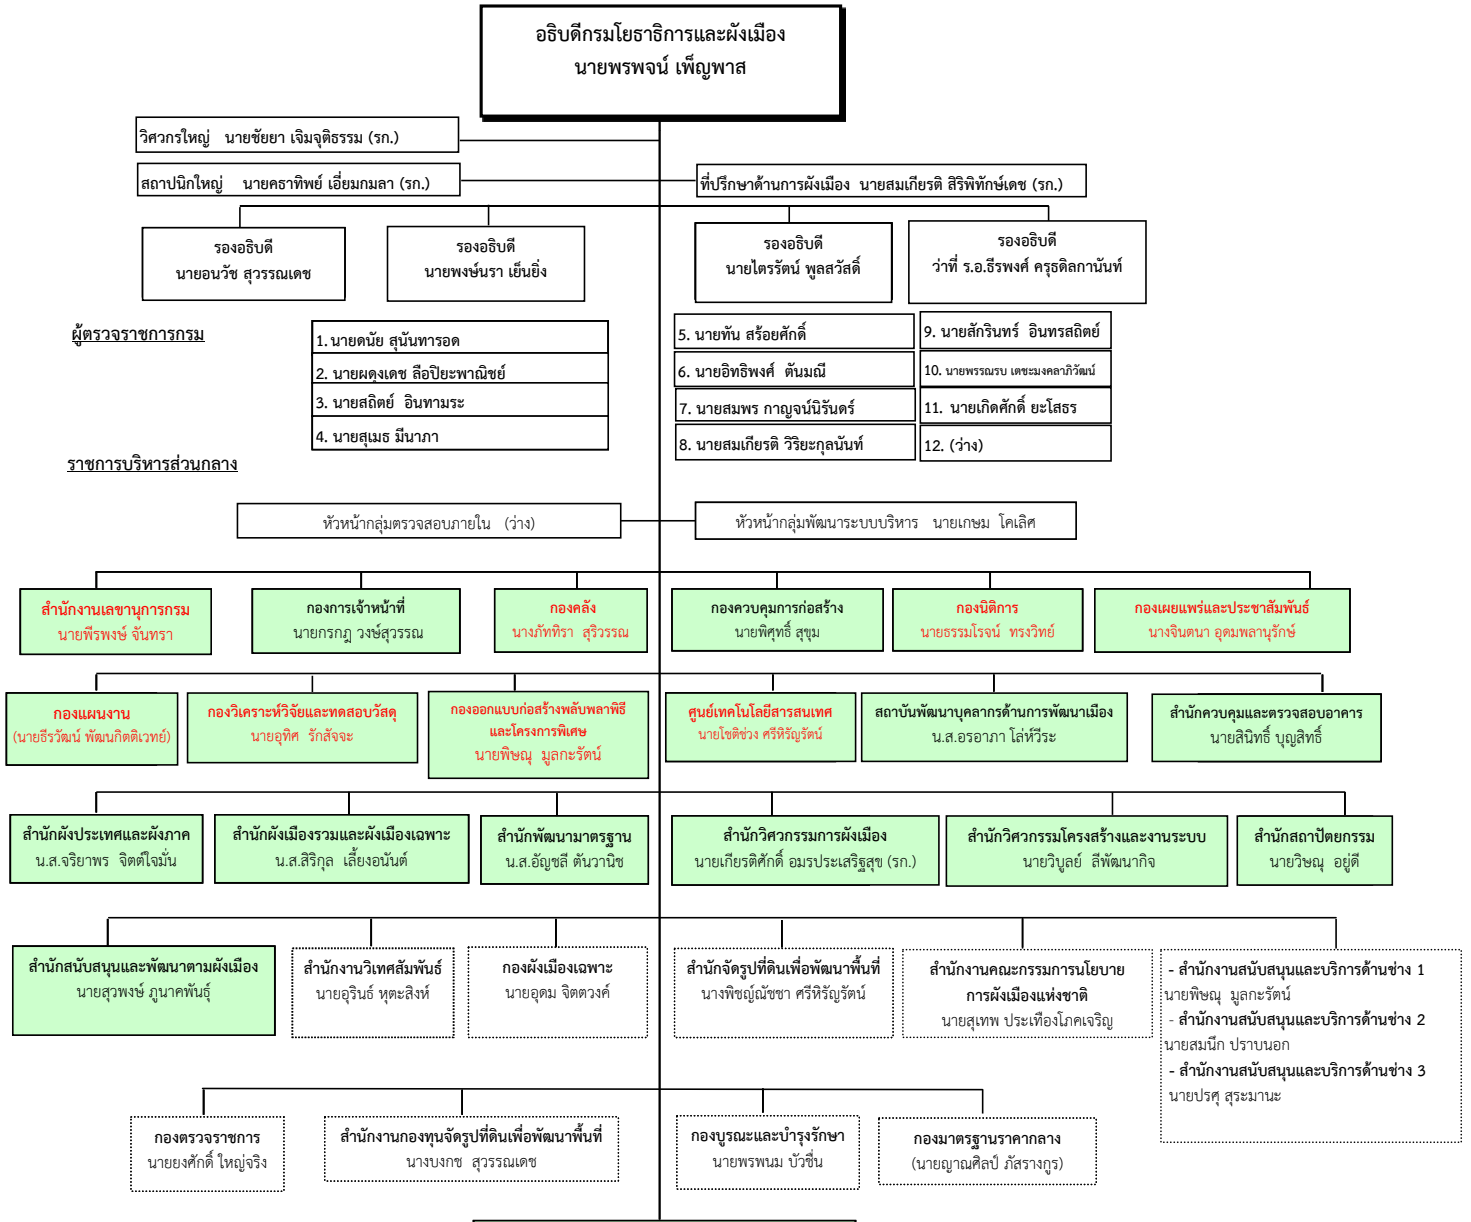 อธิบดีกรมโยธาธิการและผังเมือง
นายพรพจน์ เพ็ญพาส
วิศวกรใหญ่ นายชัยยา เจิมจุติธรรม (รก.)
สถาปนิกใหญ่ นายคธาทิพย์ เอี่ยมกมลา (รก.)
ที่ปรึกษาด้านการผังเมือง นายสมเกียรติ สิริพิทักษ์เดช (รก.)
รองอธิบดี
นายอนวัช สุวรรณเดช
รองอธิบดี
นายพงษ์นรา เย็นยิ่ง
รองอธิบดี
นายไตรรัตน์ พูลสวัสดิ์
รองอธิบดี
ว่าที่ ร.อ.ธีรพงศ์ ครุธดิลกานันท์
ผู้ตรวจราชการกรม
1. นายดนัย สุนันทารอด
2. นายผดุงเดช ลือปิยะพาณิชย์
3. นายสถิตย์ อินทามระ
4. นายสุเมธ มีนาภา
5. นายทัน สร้อยศักดิ์
6. นายอิทธิพงศ์ ตันมณี
7. นายสมพร กาญจน์นิรันดร์
8. นายสมเกียรติ วิริยะกุลนันท์
9. นายสักรินทร์ อินทรสถิตย์
10. นายพรรณรบ เตชะมงคลาภิวัฒน์
11. นายเกิดศักดิ์ ยะโสธร
12. (ว่าง)
ราชการบริหารส่วนกลาง
หัวหน้ากลุ่มตรวจสอบภายใน (ว่าง)
หัวหน้ากลุ่มพัฒนาระบบบริหาร นายเกษม โคเลิศ
สำนักงานเลขานุการกรม
นายพีรพงษ์ จันทรา
กองการเจ้าหน้าที่
นายกรกฎ วงษ์สุวรรณ
กองคลัง
นางภัททิรา สุริวรรณ
กองควบคุมการก่อสร้าง
นายพิศุทธิ์ สุขุม
กองนิติการ
นายธรรมโรจน์ ทรงวิทย์
กองเผยแพร่และประชาสัมพันธ์
นางจินตนา อุดมพลานุรักษ์
กองแผนงาน
(นายธีรวัฒน์ พัฒนกิตติเวทย์)
กองวิเคราะห์วิจัยและทดสอบวัสดุ
นายอุทิศ รักสัจจะ
กองออกแบบก่อสร้างพลับพลาพิธี
และโครงการพิเศษ
นายพิษณุ มูลกะรัตน์
ศูนย์เทคโนโลยีสารสนเทศ
นายโชติช่วง ศรีหิรัญรัตน์
สถาบันพัฒนาบุคลากรด้านการพัฒนาเมือง
น.ส.อรอาภา โล่ห์วีระ
สำนักควบคุมและตรวจสอบอาคาร
นายสินิทธิ์ บุญสิทธิ์
สำนักผังประเทศและผังภาค
น.ส.จริยาพร จิตต์ใจมั่น
สำนักผังเมืองรวมและผังเมืองเฉพาะ
น.ส.สิริกุล เลี้ยงอนันต์
สำนักพัฒนามาตรฐาน
น.ส.อัญชลี ตันวานิช
สำนักวิศวกรรมการผังเมือง
นายเกียรติศักดิ์ อมรประเสริฐสุข (รก.)
สำนักวิศวกรรมโครงสร้างและงานระบบ
นายวิบูลย์ ลีพัฒนากิจ
สำนักสถาปัตยกรรม
นายวิษณุ อยู่ดี
สำนักสนับสนุนและพัฒนาตามผังเมือง
นายสุวพงษ์ ภูนาคพันธุ์
สำนักงานวิเทศสัมพันธ์
นายอุรินธ์ หุตะสิงห์
กองผังเมืองเฉพาะ
นายอุดม จิตตวงค์
สำนักจัดรูปที่ดินเพื่อพัฒนาพื้นที่
นางพิชญ์ณัชชา ศรีหิรัญรัตน์
สำนักงานคณะกรรมการนโยบาย
การผังเมืองแห่งชาติ
นายสุเทพ ประเทืองโภคเจริญ
- สำนักงานสนับสนุนและบริการด้านช่าง 1
นายพิษณุ มูลกะรัตน์
- สำนักงานสนับสนุนและบริการด้านช่าง 2
นายสมนึก ปราบนอก
- สำนักงานสนับสนุนและบริการด้านช่าง 3
นายปรศุ สุระมานะ
กองตรวจราชการ
นายยงศักดิ์ ใหญ่จริง
สำนักงานกองทุนจัดรูปที่ดินเพื่อพัฒนาพื้นที่
นางบงกช สุวรรณเดช
กองบูรณะและบำรุงรักษา
นายพรพนม บัวชื่น
กองมาตรฐานราคากลาง
(นายญาณศิลป์ ภัสรางกูร)